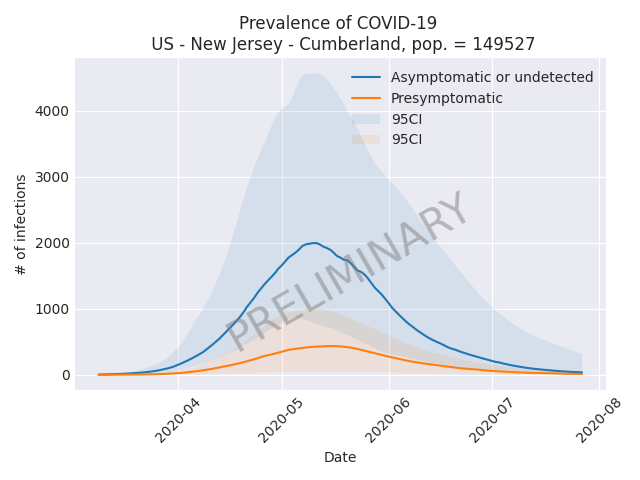 Prevalence of COVID-19
US - New Jersey - Cumberland, pop. = 149527
Asymptomatic or undetected
Presymptomatic
95CI
95CI
PRELIMINARY
# of infections
4000
3000
2000
1000
0
2020-04
2020-05
2020-06
2020-07
2020-08
Date